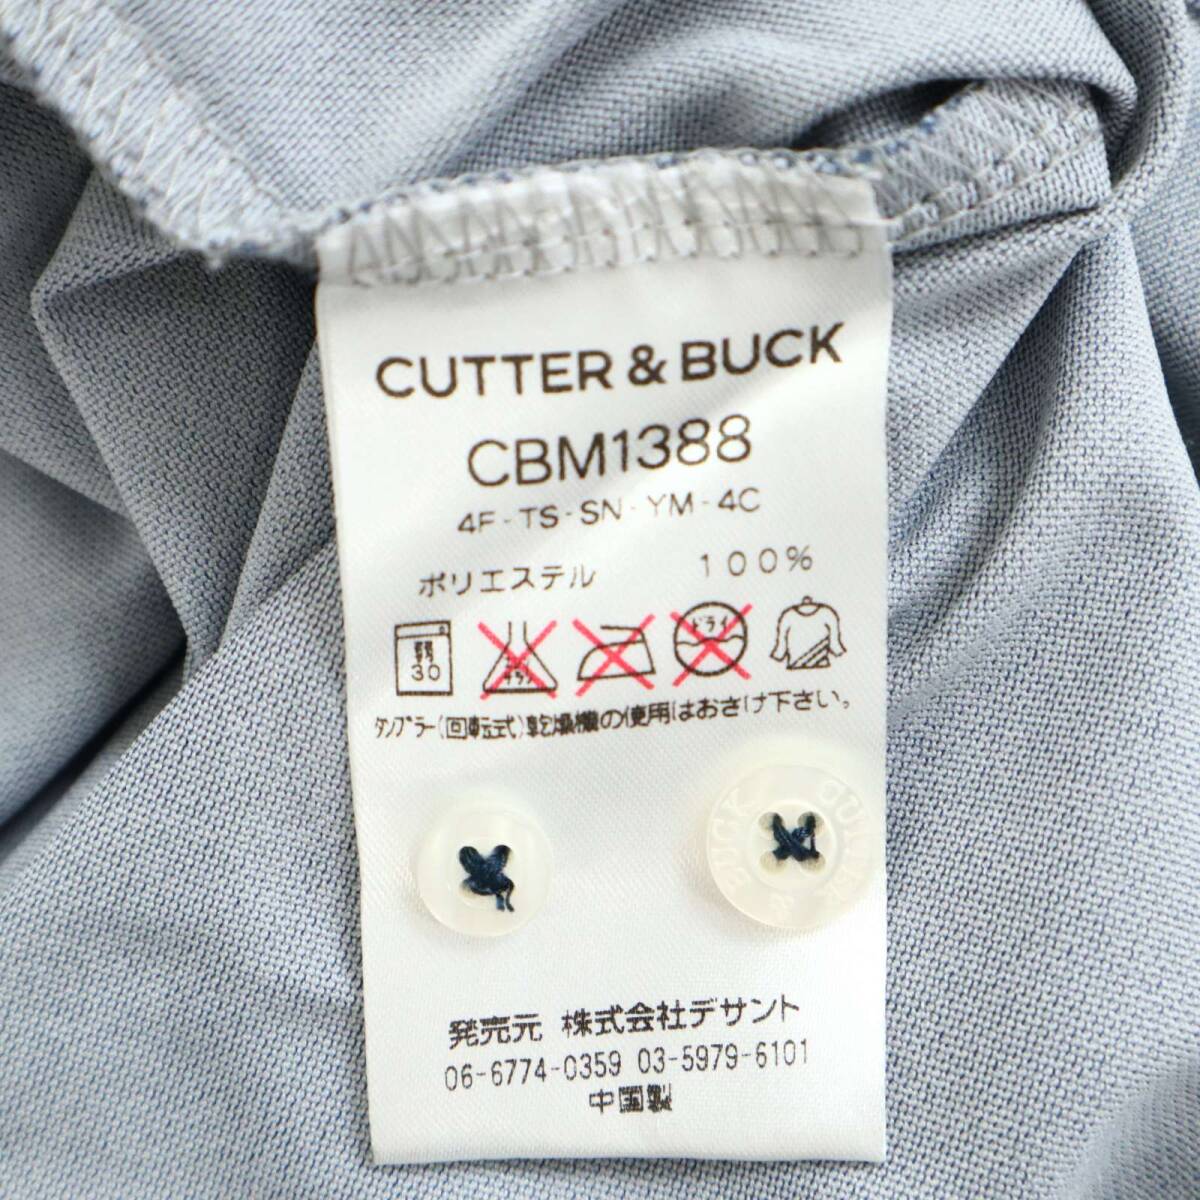 CUTTER & BUCK
CBM1388
4F-TS-SN-YM-4C
ポリエステル 100%
弱
30
ドライ
タンブラー(回転式)乾燥機の使用はおさけ下さい。
CUTTER & BUCK
発売元 株式会社デサント
06-6774-0359 03-5979-6101
中国製